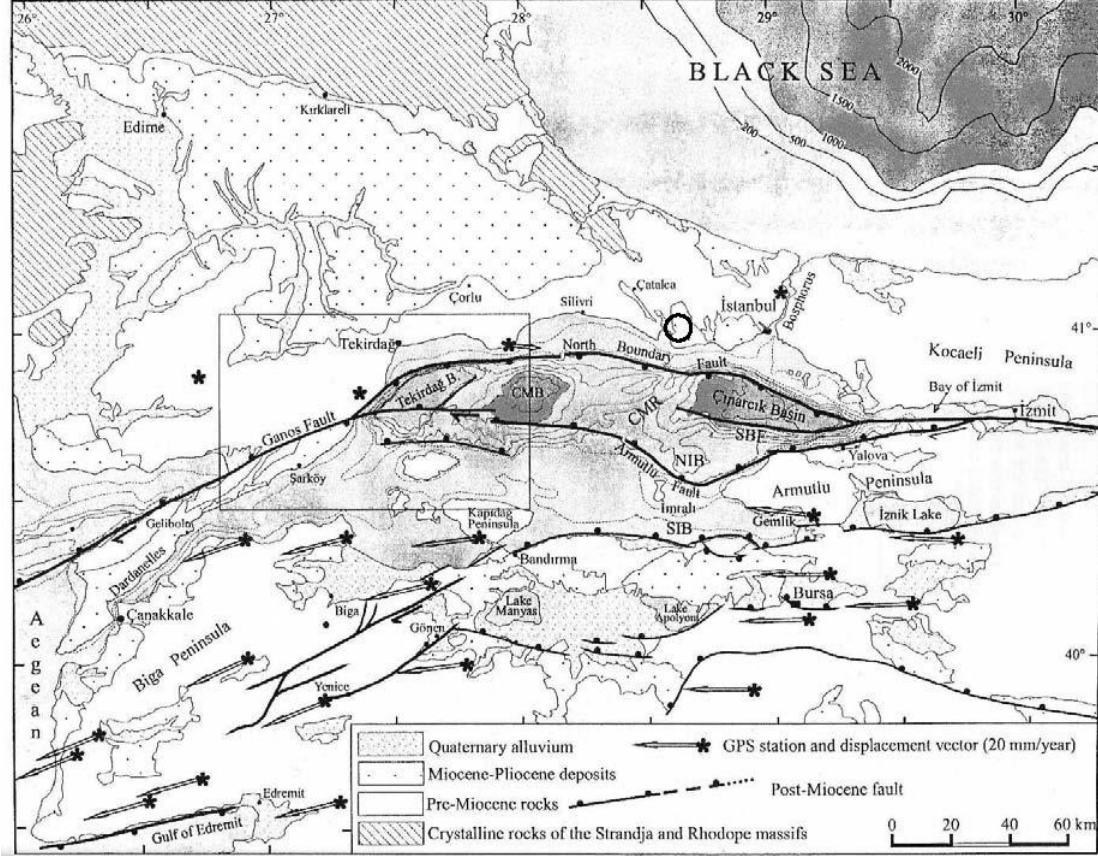 26°
27°
28°
29°
30°
BLACK SEA
2000
1500
1000
500
200
Kırklareli
Edirne
Çorlu
Silivri
Çatalca
İstanbul
Bosphorus
41°
Tekirdağ
North Boundary Fault
Kocaeli Peninsula
Bay of İzmit
İzmit
Tekirdag B.
CMB
CMR
Çınarcık Basin
SBF
Ganos Fault
NIB
Yalova
Şarköy
Armutlu Fault
Armutlu Peninsula
Gelibolu
Kapıdag
Peninsula
İmralı
SIB
Gemlik
İznik Lake
Dardanelles
Bandırma
Bursa
Çanakkale
Biga
Lake
Manyas
Lake
Apolyont
Gönen
Aegean
Biga Peninsula
40°
Yenice
Edremit
Gulf of Edremit
Quaternary alluvium
GPS station and displacement vector (20 mm/year)
Miocene-Pliocene deposits
Pre-Miocene rocks
Post-Miocene fault
Crystalline rocks of the Strandja and Rhodope massifs
0 20 40 60 km